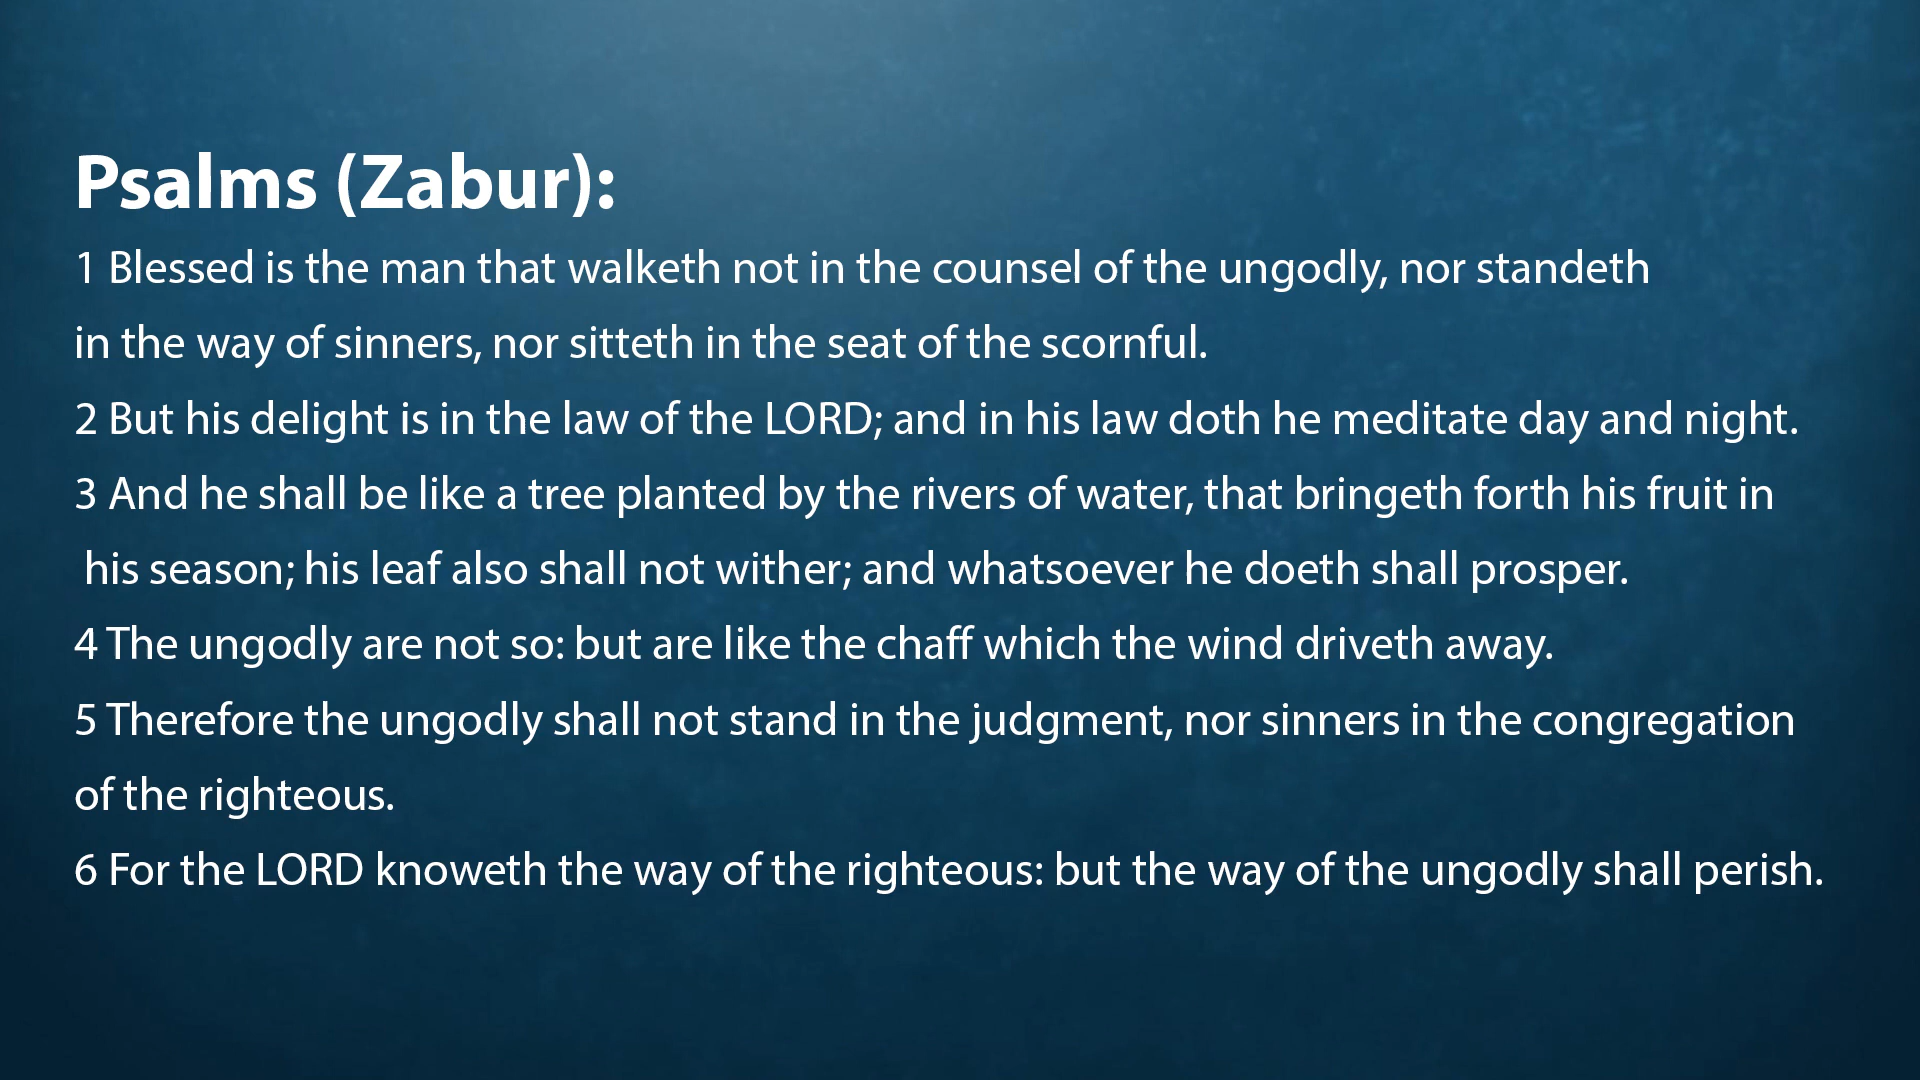 Psalms (Zabur):
1 Blessed is the man that walketh not in the counsel of the ungodly, nor standeth
in the way of sinners, nor sitteth in the seat of the scornful.
2 But his delight is in the law of the LORD; and in his law doth he meditate day and night.
3 And he shall be like a tree planted by the rivers of water, that bringeth forth his fruit in
his season; his leaf also shall not wither; and whatsoever he doeth shall prosper.
4 The ungodly are not so: but are like the chaff which the wind driveth away.
5 Therefore the ungodly shall not stand in the judgment, nor sinners in the congregation
of the righteous.
6 For the LORD knoweth the way of the righteous: but the way of the ungodly shall perish.